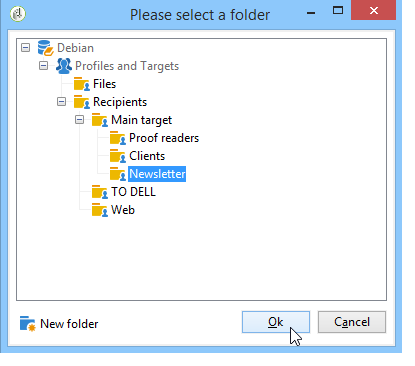 Please select a folder
Debian
Profiles and Targets
Files
Recipients
Main target
Proof readers
Clients
Newsletter
TO DELL
Web
New folder
Ok
Cancel